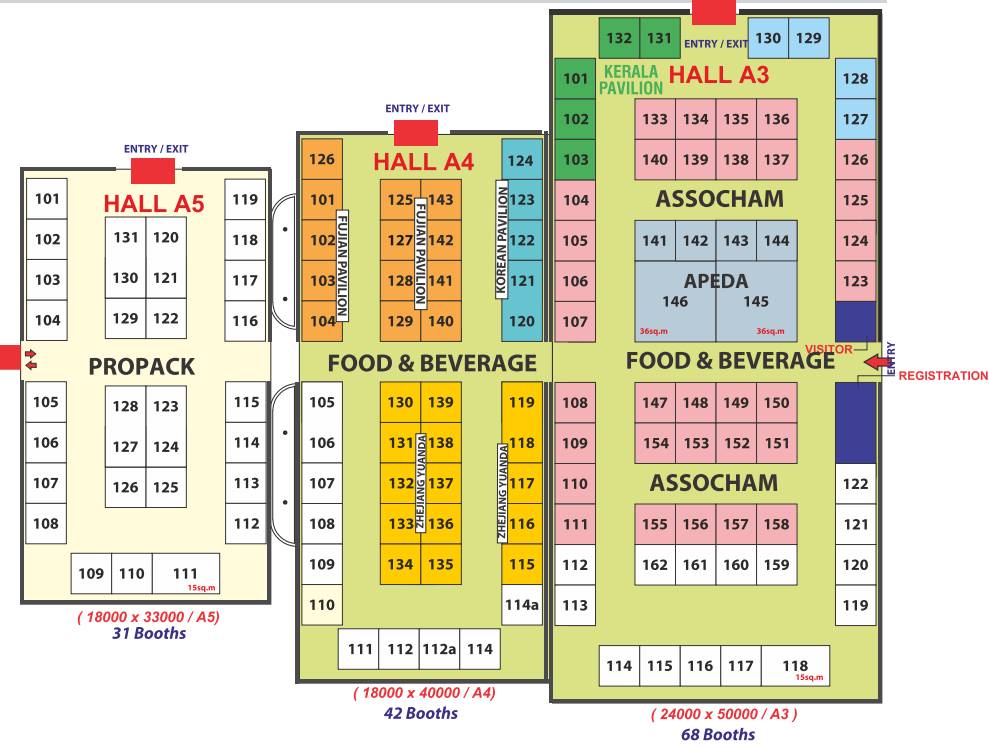 132 131 ENTRY / EXIT 130 129
KERALA
PAVILION
HALL A3
101
102
103
104
105
106
107
128
127
126
125
124
123
133 134 135 136
140 139 138 137
ASSOCHAM
141 142 143 144
APEDA
146 145
36sq.m 36sq.m
FOOD & BEVERAGE
VISITOR
ENTRY
REGISTRATION
108
109
110
111
112
113
147 148 149 150
154 153 152 151
ASSOCHAM
155 156 157 158
162 161 160 159
122
121
120
119
114 115 116 117 118
15sq.m
( 24000 x 50000 / A3 )
68 Booths
ENTRY / EXIT
HALL A4
126
101
102
103
104
FUJIAN PAVILION
125 143
127 142
128 141
129 140
FUJIAN PAVILION
KOREAN PAVILION
124
123
122
121
120
FOOD & BEVERAGE
105
106
107
108
109
110
130 139
131 138
132 137
133 136
134 135
ZHEJIANG YUANDA
ZHEJIANG YUANDA
119
118
117
116
115
114a
111 112 112a 114
( 18000 x 40000 / A4)
42 Booths
ENTRY / EXIT
HALL A5
101
102
103
104
131 120
130 121
129 122
119
118
117
116
PROPACK
105
106
107
108
128 123
127 124
126 125
115
114
113
112
109 110 111
15sq.m
( 18000 x 33000 / A5)
31 Booths